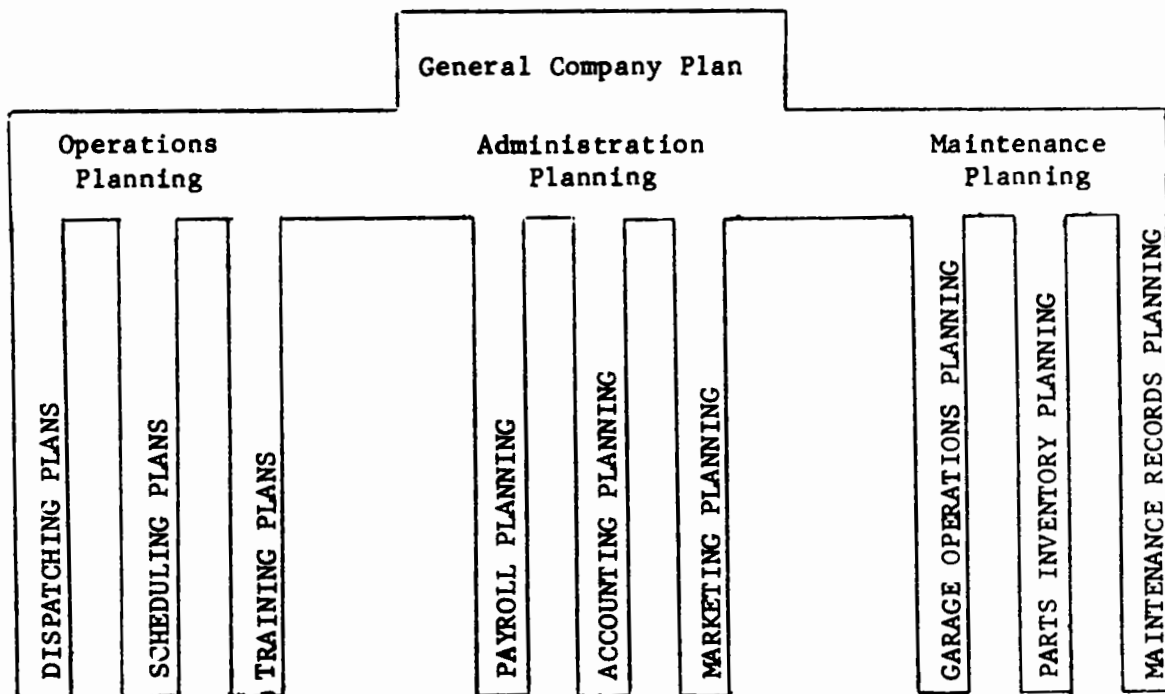 General Company Plan
Operations
Planning
Administration
Planning
Maintenance
Planning
DISPATCHING PLANS
SCHEDULING PLANS
TRAINING PLANS
PAYROLL PLANNING
ACCOUNTING PLANNING
MARKETING PLANNING
GARAGE OPERATIONS PLANNING
PARTS INVENTORY PLANNING
MAINTENANCE RECORDS PLANNING